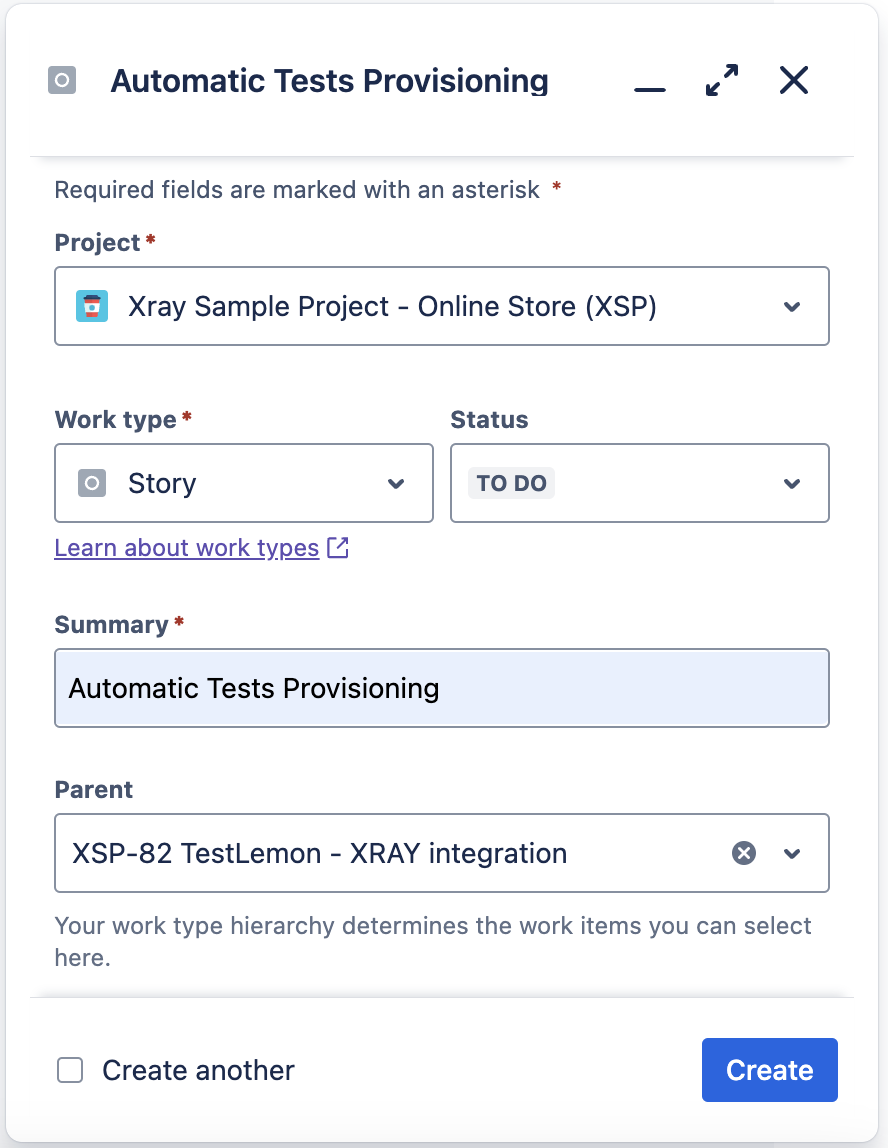 Automatic Tests Provisioning
Required fields are marked with an asterisk *
Project *
Xray Sample Project - Online Store (XSP)
Work type * Status
Story TO DO
Learn about work types
Summary *
Automatic Tests Provisioning
Parent
XSP-82 TestLemon - XRAY integration
Your work type hierarchy determines the work items you can select
here.
Create another Create